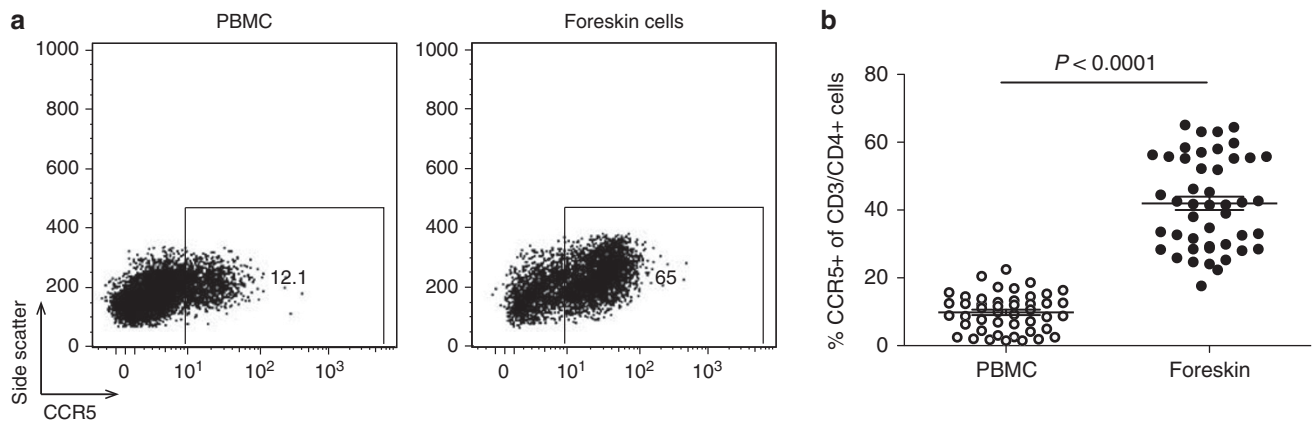 a
PBMC
Foreskin cells
1000
800
600
400
200
0
12.1
0 10¹ 10² 10³
1000
800
600
400
200
0
65
0 10¹ 10² 10³
Side scatter
CCR5
b
P < 0.0001
% CCR5+ of CD3/CD4+ cells
80
60
40
20
0
PBMC
Foreskin